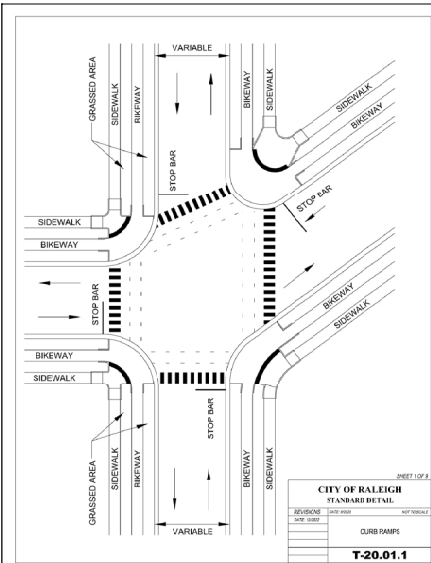 VARIABLE
GRASSED AREA
SIDEWALK
BIKEWAY
BIKEWAY
SIDEWALK
SIDEWALK
BIKEWAY
STOP BAR
STOP BAR
SIDEWALK
BIKEWAY
STOP BAR
BIKEWAY
SIDEWALK
BIKEWAY
SIDEWALK
STOP BAR
GRASSED AREA
SIDEWALK
BIKEWAY
BIKEWAY
SIDEWALK
VARIABLE
SHEET 1 OF 9
CITY OF RALEIGH
STANDARD DETAIL
REVISIONS
NOT TO SCALE
CURB RAMPS
T-20.01.1